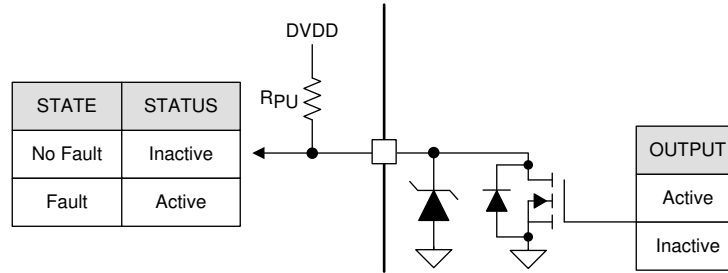 DVDD
RPU
STATE STATUS
No Fault Inactive
Fault Active
OUTPUT
Active
Inactive